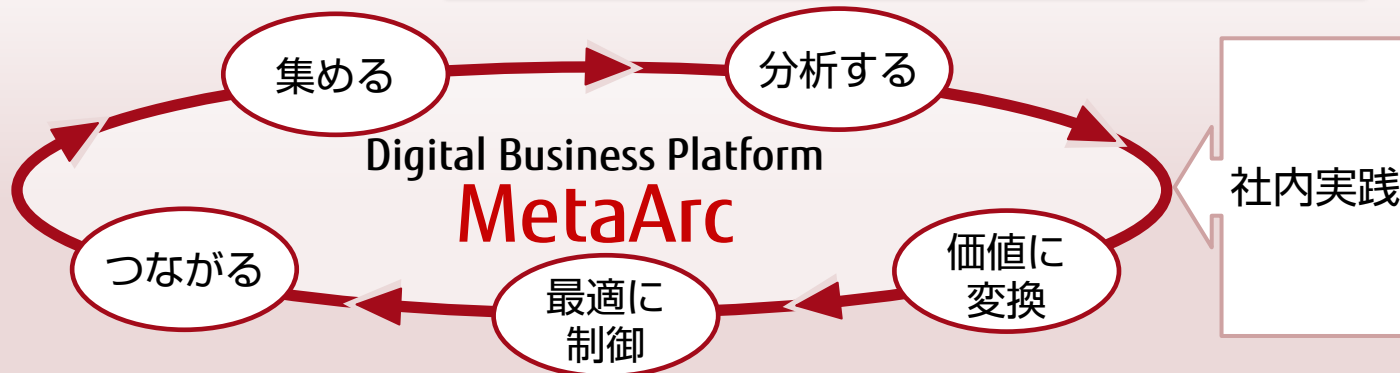 集める
分析する
Digital Business Platform
MetaArc
社内実践
つながる
最適に
制御
価値に
変換